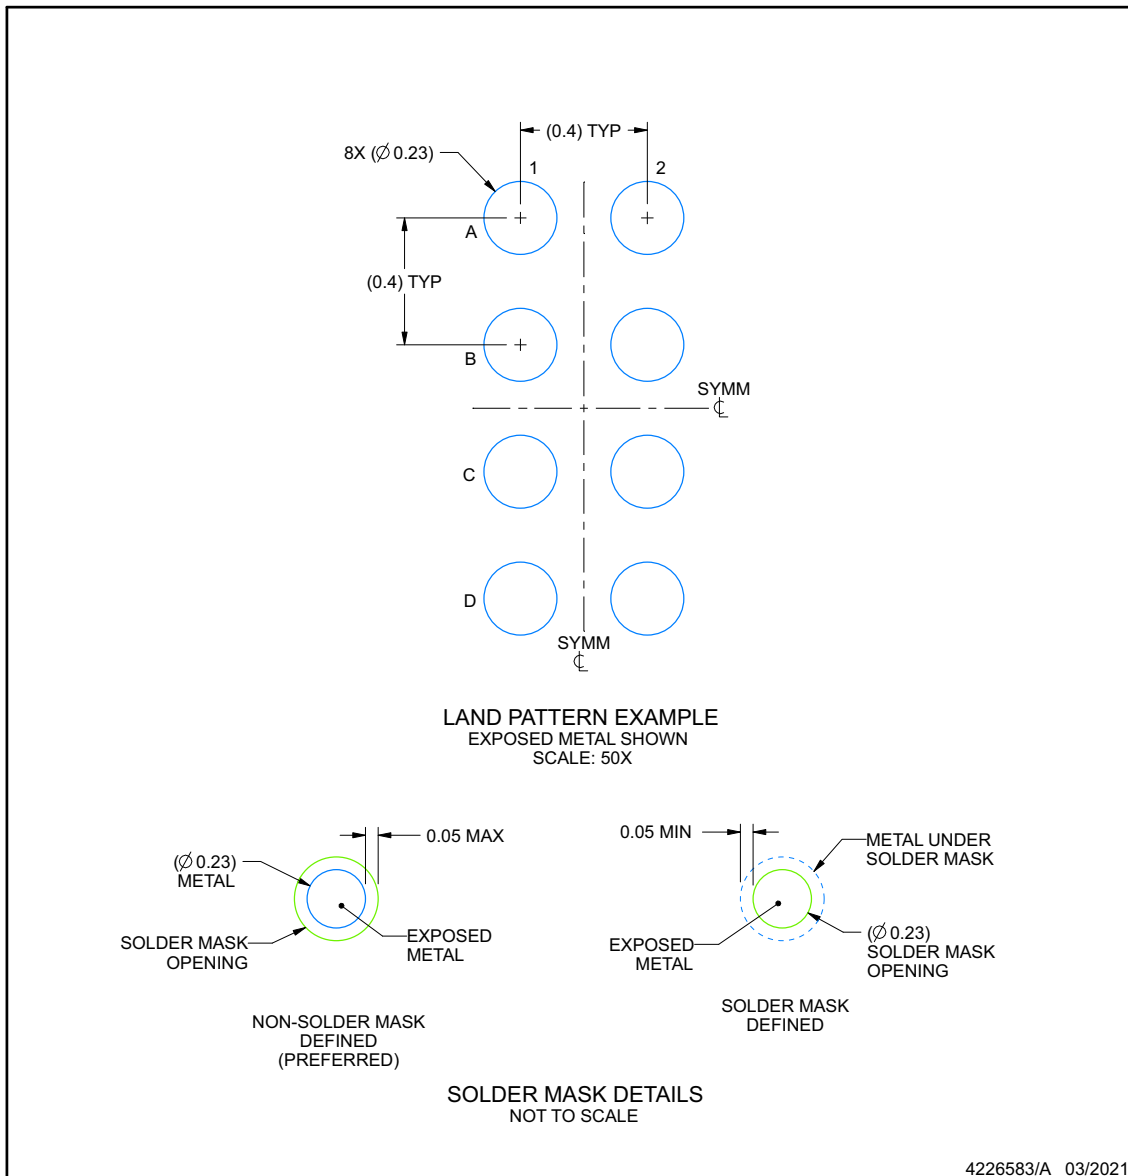 (0.4) TYP
8X (∅ 0.23)
1
2
A
(0.4) TYP
B
SYMM
℄
C
D
SYMM
℄
LAND PATTERN EXAMPLE
EXPOSED METAL SHOWN
SCALE: 50X
0.05 MAX
(∅ 0.23)
METAL
SOLDER MASK
OPENING
EXPOSED
METAL
NON-SOLDER MASK
DEFINED
(PREFERRED)
0.05 MIN
METAL UNDER
SOLDER MASK
EXPOSED
METAL
(∅ 0.23)
SOLDER MASK
OPENING
SOLDER MASK
DEFINED
SOLDER MASK DETAILS
NOT TO SCALE
4226583/A 03/2021